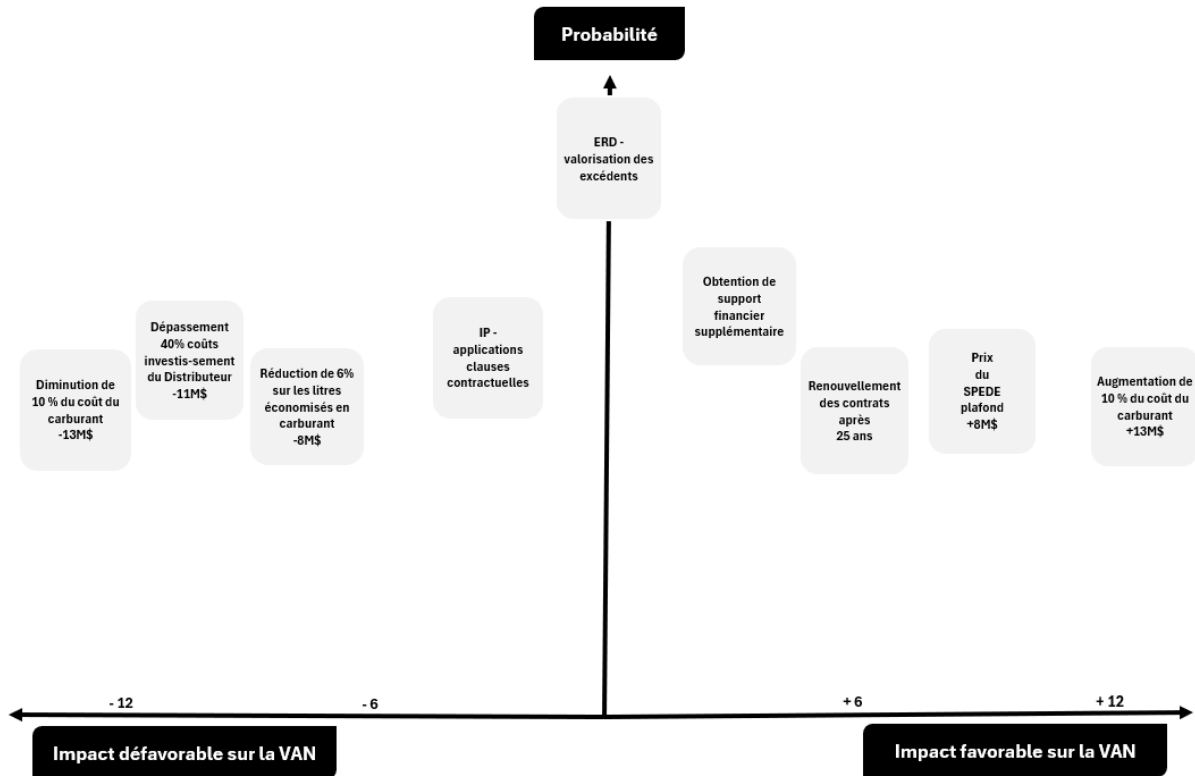 Probabilité
ERD -
valorisation des
excédents
Obtention de
support
financier
supplémentaire
Dépassement
40% coûts
investis-sement
du Distributeur
-11M$
IP -
applications
clauses
contractuelles
Diminution de
10 % du coût du
carburant
-13M$
Réduction de 6%
sur les litres
économisés en
carburant
-8M$
Renouvellement
des contrats
après
25 ans
Prix
du
SPEDE
plafond
+8M$
Augmentation de
10 % du coût du
carburant
+13M$
- 12
- 6
+ 6
+ 12
Impact défavorable sur la VAN
Impact favorable sur la VAN